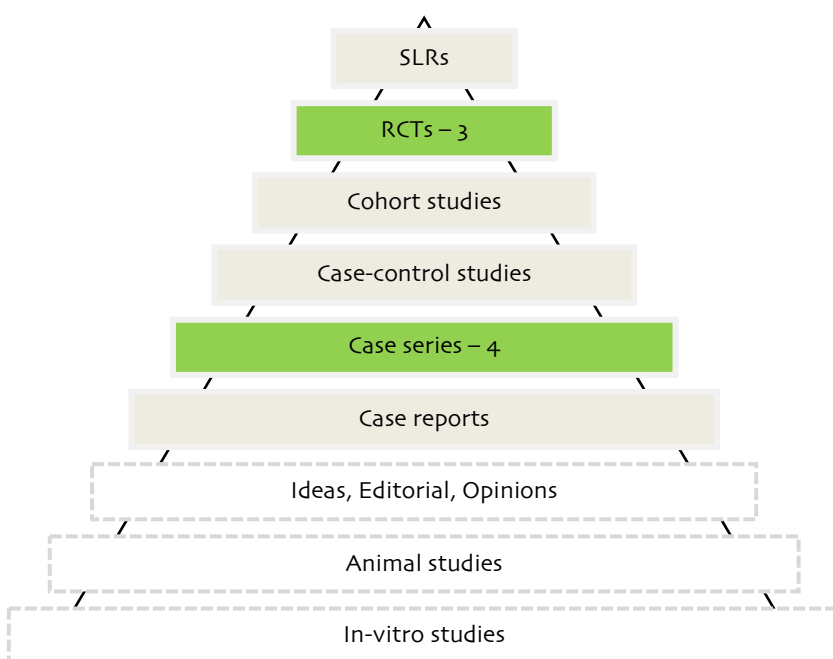 SLRs
RCTs – 3
Cohort studies
Case-control studies
Case series – 4
Case reports
Ideas, Editorial, Opinions
Animal studies
In-vitro studies